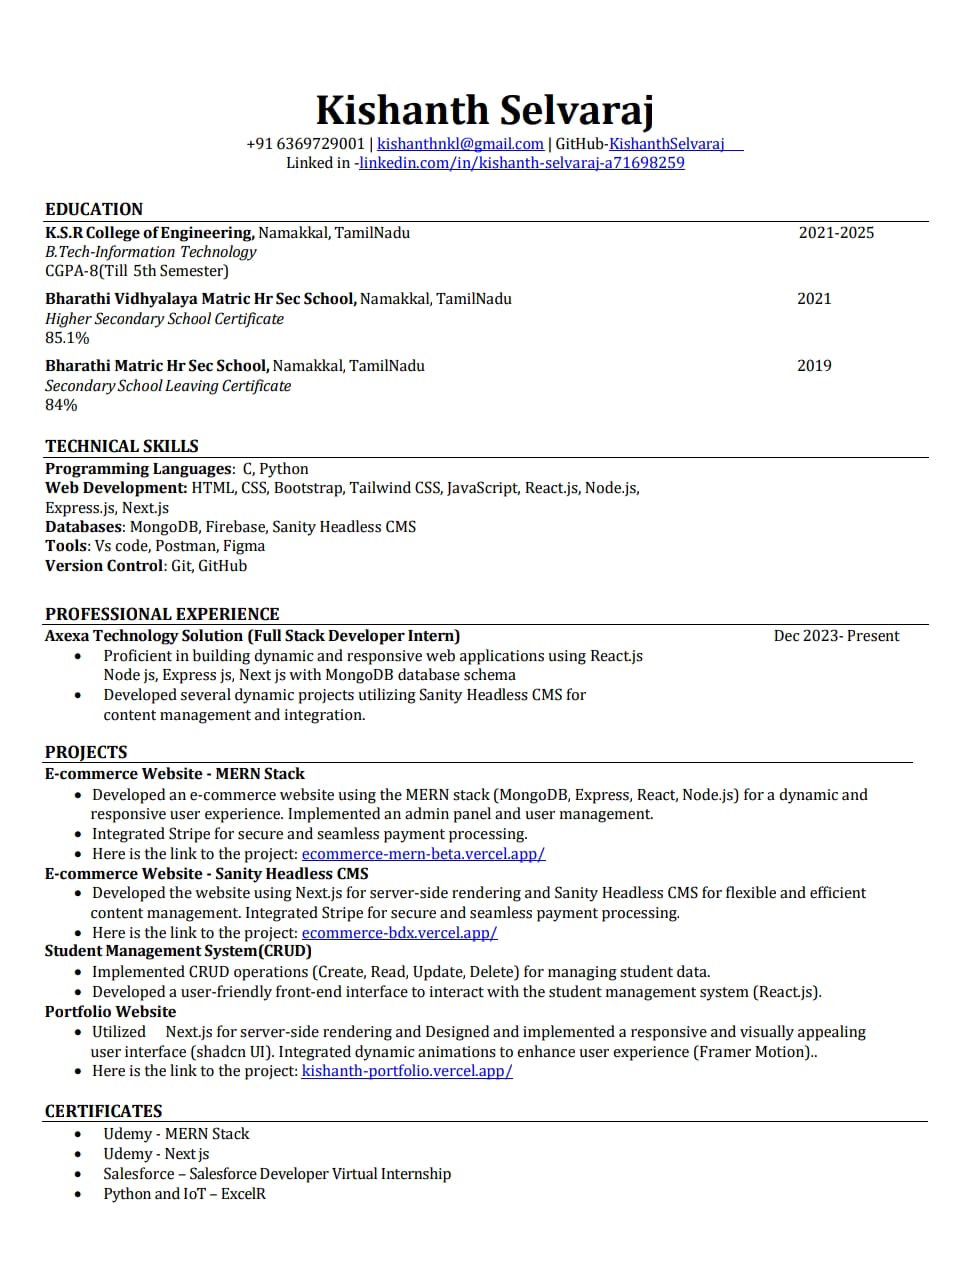 Kishanth Selvaraj
+91 6369729001 | kishanthnkl@gmail.com | GitHub-KishanthSelvaraj
Linked in -linkedin.com/in/kishanth-selvaraj-a71698259
EDUCATION
K.S.R College of Engineering, Namakkal, TamilNadu 2021-2025
B.Tech-Information Technology
CGPA-8(Till 5th Semester)
Bharathi Vidhyalaya Matric Hr Sec School, Namakkal, TamilNadu 2021
Higher Secondary School Certificate
85.1%
Bharathi Matric Hr Sec School, Namakkal, TamilNadu 2019
Secondary School Leaving Certificate
84%
TECHNICAL SKILLS
Programming Languages: C, Python
Web Development: HTML, CSS, Bootstrap, Tailwind CSS, JavaScript, React.js, Node.js,
Express.js, Next.js
Databases: MongoDB, Firebase, Sanity Headless CMS
Tools: Vs code, Postman, Figma
Version Control: Git, GitHub
PROFESSIONAL EXPERIENCE
Axexa Technology Solution (Full Stack Developer Intern) Dec 2023- Present
• Proficient in building dynamic and responsive web applications using React.js
Node js, Express js, Next js with MongoDB database schema
• Developed several dynamic projects utilizing Sanity Headless CMS for
content management and integration.
PROJECTS
E-commerce Website - MERN Stack
• Developed an e-commerce website using the MERN stack (MongoDB, Express, React, Node.js) for a dynamic and
responsive user experience. Implemented an admin panel and user management.
• Integrated Stripe for secure and seamless payment processing.
• Here is the link to the project: ecommerce-mern-beta.vercel.app/
E-commerce Website - Sanity Headless CMS
• Developed the website using Next.js for server-side rendering and Sanity Headless CMS for flexible and efficient
content management. Integrated Stripe for secure and seamless payment processing.
• Here is the link to the project: ecommerce-bdx.vercel.app/
Student Management System(CRUD)
• Implemented CRUD operations (Create, Read, Update, Delete) for managing student data.
• Developed a user-friendly front-end interface to interact with the student management system (React.js).
Portfolio Website
• Utilized Next.js for server-side rendering and Designed and implemented a responsive and visually appealing
user interface (shadcn UI). Integrated dynamic animations to enhance user experience (Framer Motion)..
• Here is the link to the project: kishanth-portfolio.vercel.app/
CERTIFICATES
• Udemy - MERN Stack
• Udemy - Next js
• Salesforce – Salesforce Developer Virtual Internship
• Python and IoT – ExcelR